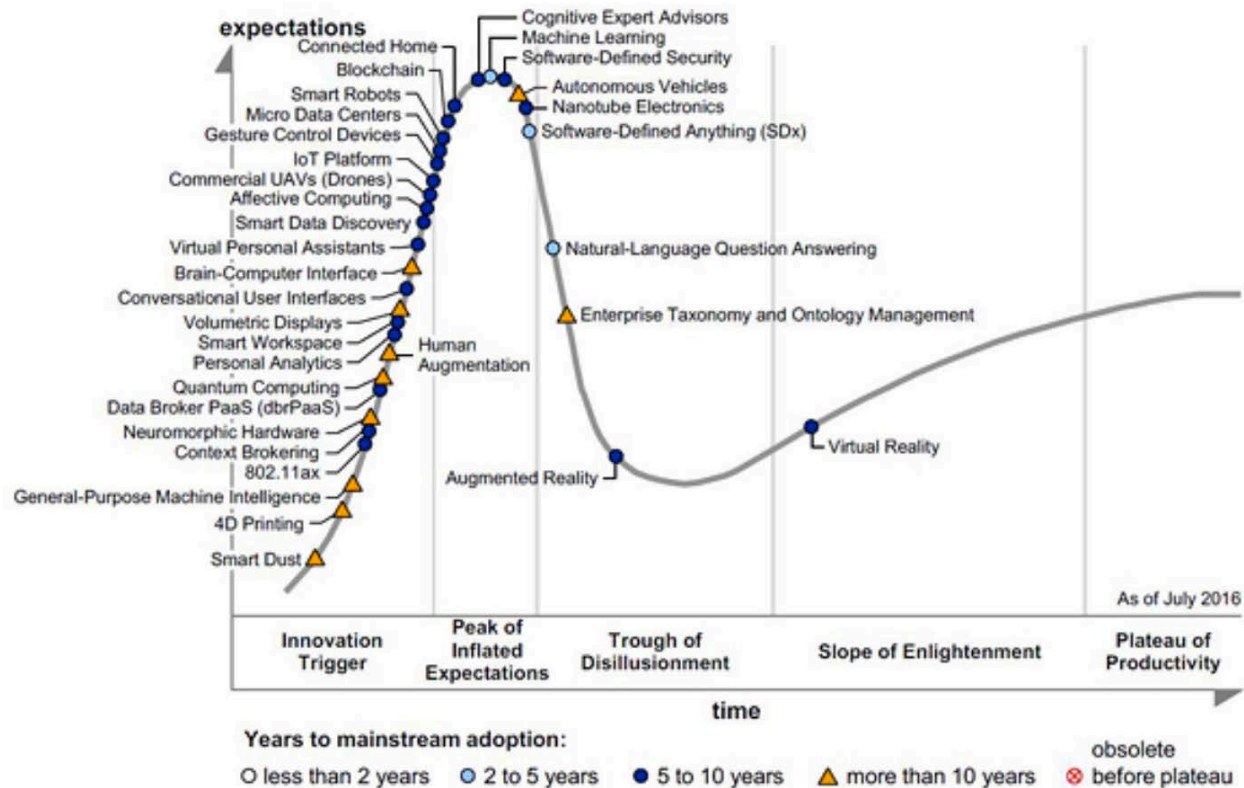 expectations
Cognitive Expert Advisors
Machine Learning
Connected Home
Software-Defined Security
Blockchain
Autonomous Vehicles
Smart Robots
Nanotube Electronics
Micro Data Centers
Gesture Control Devices
Software-Defined Anything (SDx)
IoT Platform
Commercial UAVs (Drones)
Affective Computing
Smart Data Discovery
Virtual Personal Assistants
Natural-Language Question Answering
Brain-Computer Interface
Conversational User Interfaces
Volumetric Displays
Enterprise Taxonomy and Ontology Management
Smart Workspace
Human
Augmentation
Personal Analytics
Quantum Computing
Data Broker PaaS (dbrPaaS)
Neuromorphic Hardware
Context Brokering
Virtual Reality
802.11ax
Augmented Reality
General-Purpose Machine Intelligence
4D Printing
Smart Dust
As of July 2016
Innovation
Trigger
Peak of
Inflated
Expectations
Trough of
Disillusionment
Slope of Enlightenment
Plateau of
Productivity
time
Years to mainstream adoption:
less than 2 years
2 to 5 years
5 to 10 years
more than 10 years
obsolete
before plateau